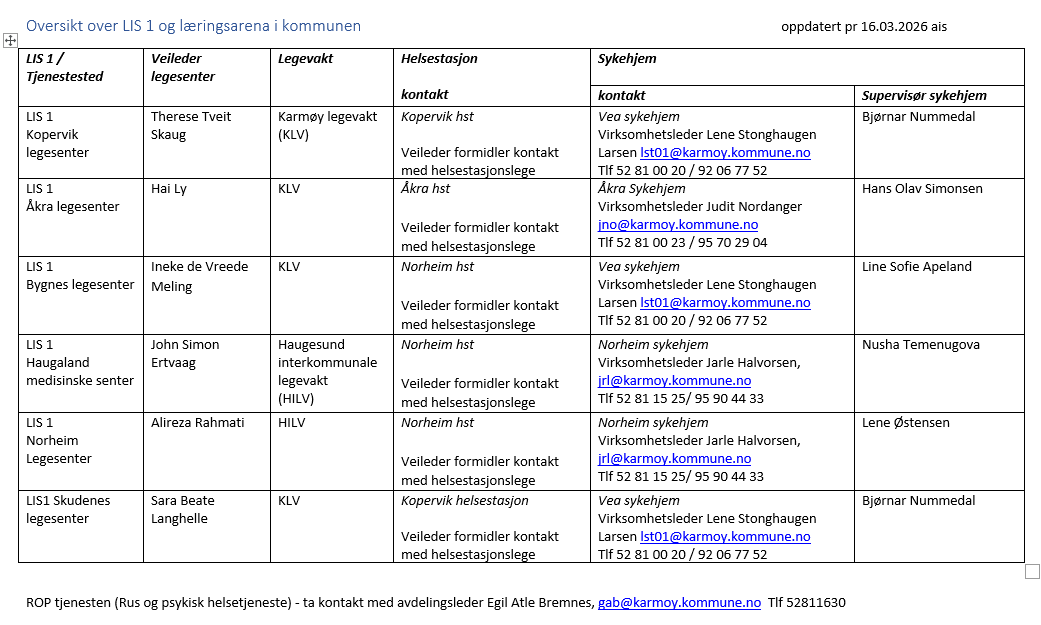 Oversikt over LIS 1 og læringsarena i kommunen
oppdatert pr 16.03.2026 ais
LIS 1 /
Tjenestested
Veileder
legesenter
Legevakt
Helsestasjon
kontakt
Sykehjem
kontakt
Supervisør sykehjem
LIS 1
Kopervik
legesenter
Therese Tveit
Skaug
Karmøy legevakt
(KLV)
Kopervik hst
Veileder formidler kontakt
med helsestasjonslege
Vea sykehjem
Virksomhetsleder Lene Stonghaugen
Larsen lst01@karmoy.kommune.no
Tlf 52 81 00 20 / 92 06 77 52
Bjørnar Nummedal
LIS 1
Åkra legesenter
Hai Ly
KLV
Åkra hst
Veileder formidler kontakt
med helsestasjonslege
Åkra Sykehjem
Virksomhetsleder Judit Nordanger
jno@karmoy.kommune.no
Tlf 52 81 00 23 / 95 70 29 04
Hans Olav Simonsen
LIS 1
Bygnes legesenter
Ineke de Vreede
Meling
KLV
Norheim hst
Veileder formidler kontakt
med helsestasjonslege
Vea sykehjem
Virksomhetsleder Lene Stonghaugen
Larsen lst01@karmoy.kommune.no
Tlf 52 81 00 20 / 92 06 77 52
Line Sofie Apeland
LIS 1
Haugaland
medisinske senter
John Simon
Ertvaag
Haugesund
interkommunale
legevakt
(HILV)
Norheim hst
Veileder formidler kontakt
med helsestasjonslege
Norheim sykehjem
Virksomhetsleder Jarle Halvorsen,
jrl@karmoy.kommune.no
Tlf 52 81 15 25/ 95 90 44 33
Nusha Temenugova
LIS 1
Norheim
Legesenter
Alireza Rahmati
HILV
Norheim hst
Veileder formidler kontakt
med helsestasjonslege
Norheim sykehjem
Virksomhetsleder Jarle Halvorsen,
jrl@karmoy.kommune.no
Tlf 52 81 15 25/ 95 90 44 33
Lene Østensen
LIS1 Skudenes
legesenter
Sara Beate
Langhelle
KLV
Kopervik helsestasjon
Veileder formidler kontakt
med helsestasjonslege
Vea sykehjem
Virksomhetsleder Lene Stonghaugen
Larsen lst01@karmoy.kommune.no
Tlf 52 81 00 20 / 92 06 77 52
Bjørnar Nummedal
ROP tjenesten (Rus og psykisk helsetjeneste) - ta kontakt med avdelingsleder Egil Atle Bremnes, gab@karmoy.kommune.no Tlf 52811630